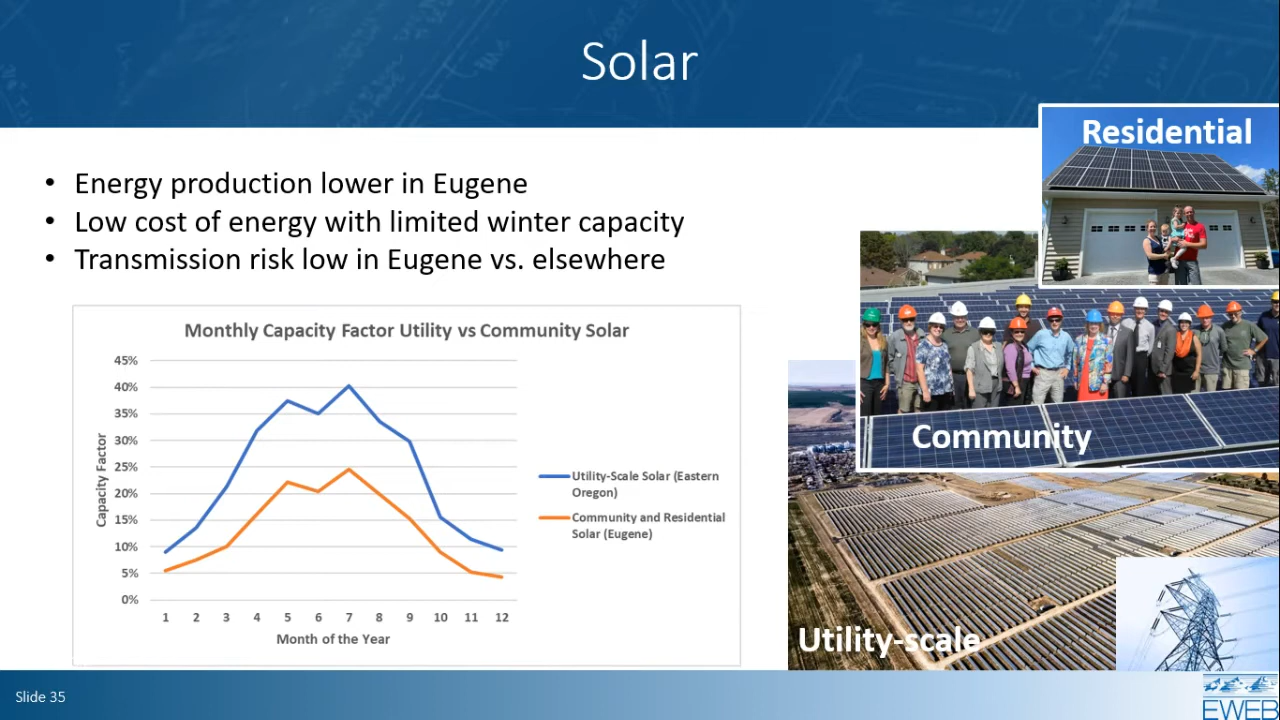 Solar
• Energy production lower in Eugene
• Low cost of energy with limited winter capacity
• Transmission risk low in Eugene vs. elsewhere
Residential
Community
Utility-scale
Monthly Capacity Factor Utility vs Community Solar
Capacity Factor
45%
40%
35%
30%
25%
20%
15%
10%
5%
0%
1 2 3 4 5 6 7 8 9 10 11 12
Month of the Year
Utility-Scale Solar (Eastern
Oregon)
Community and Residential
Solar (Eugene)
Slide 35
EWEB